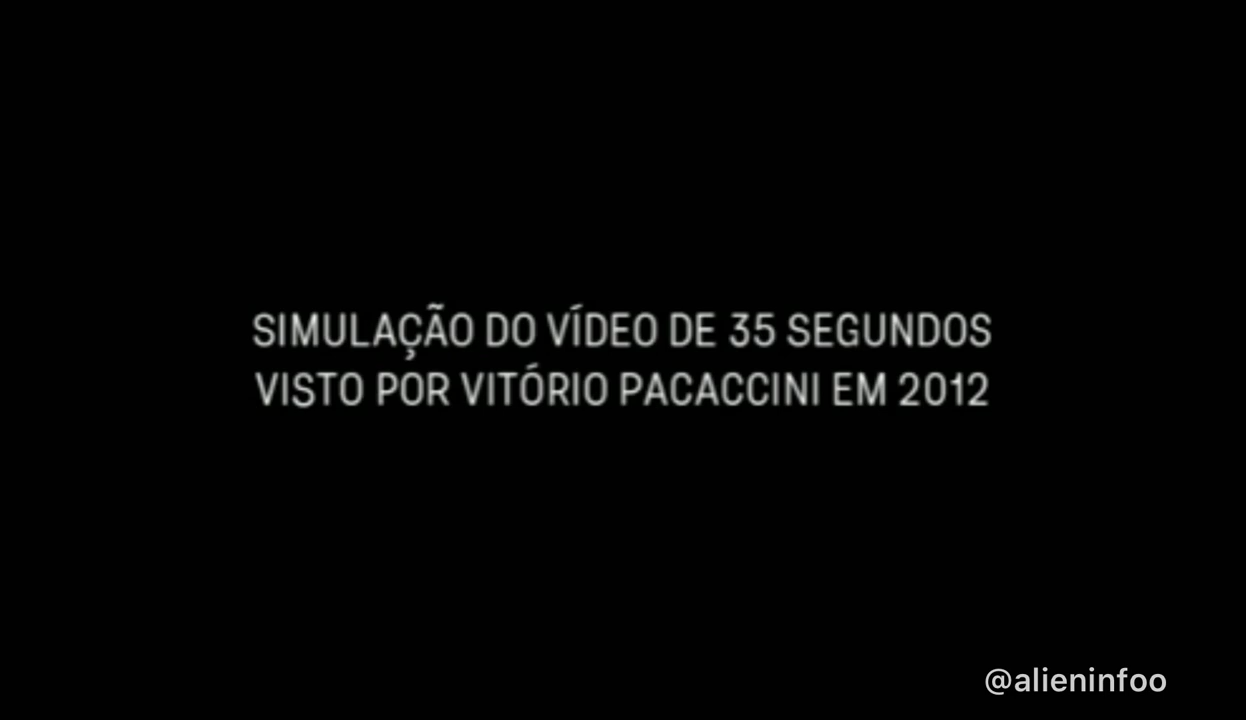 SIMULAÇÃO DO VÍDEO DE 35 SEGUNDOS
VISTO POR VITÓRIO PACACCINI EM 2012
@alieninfoo